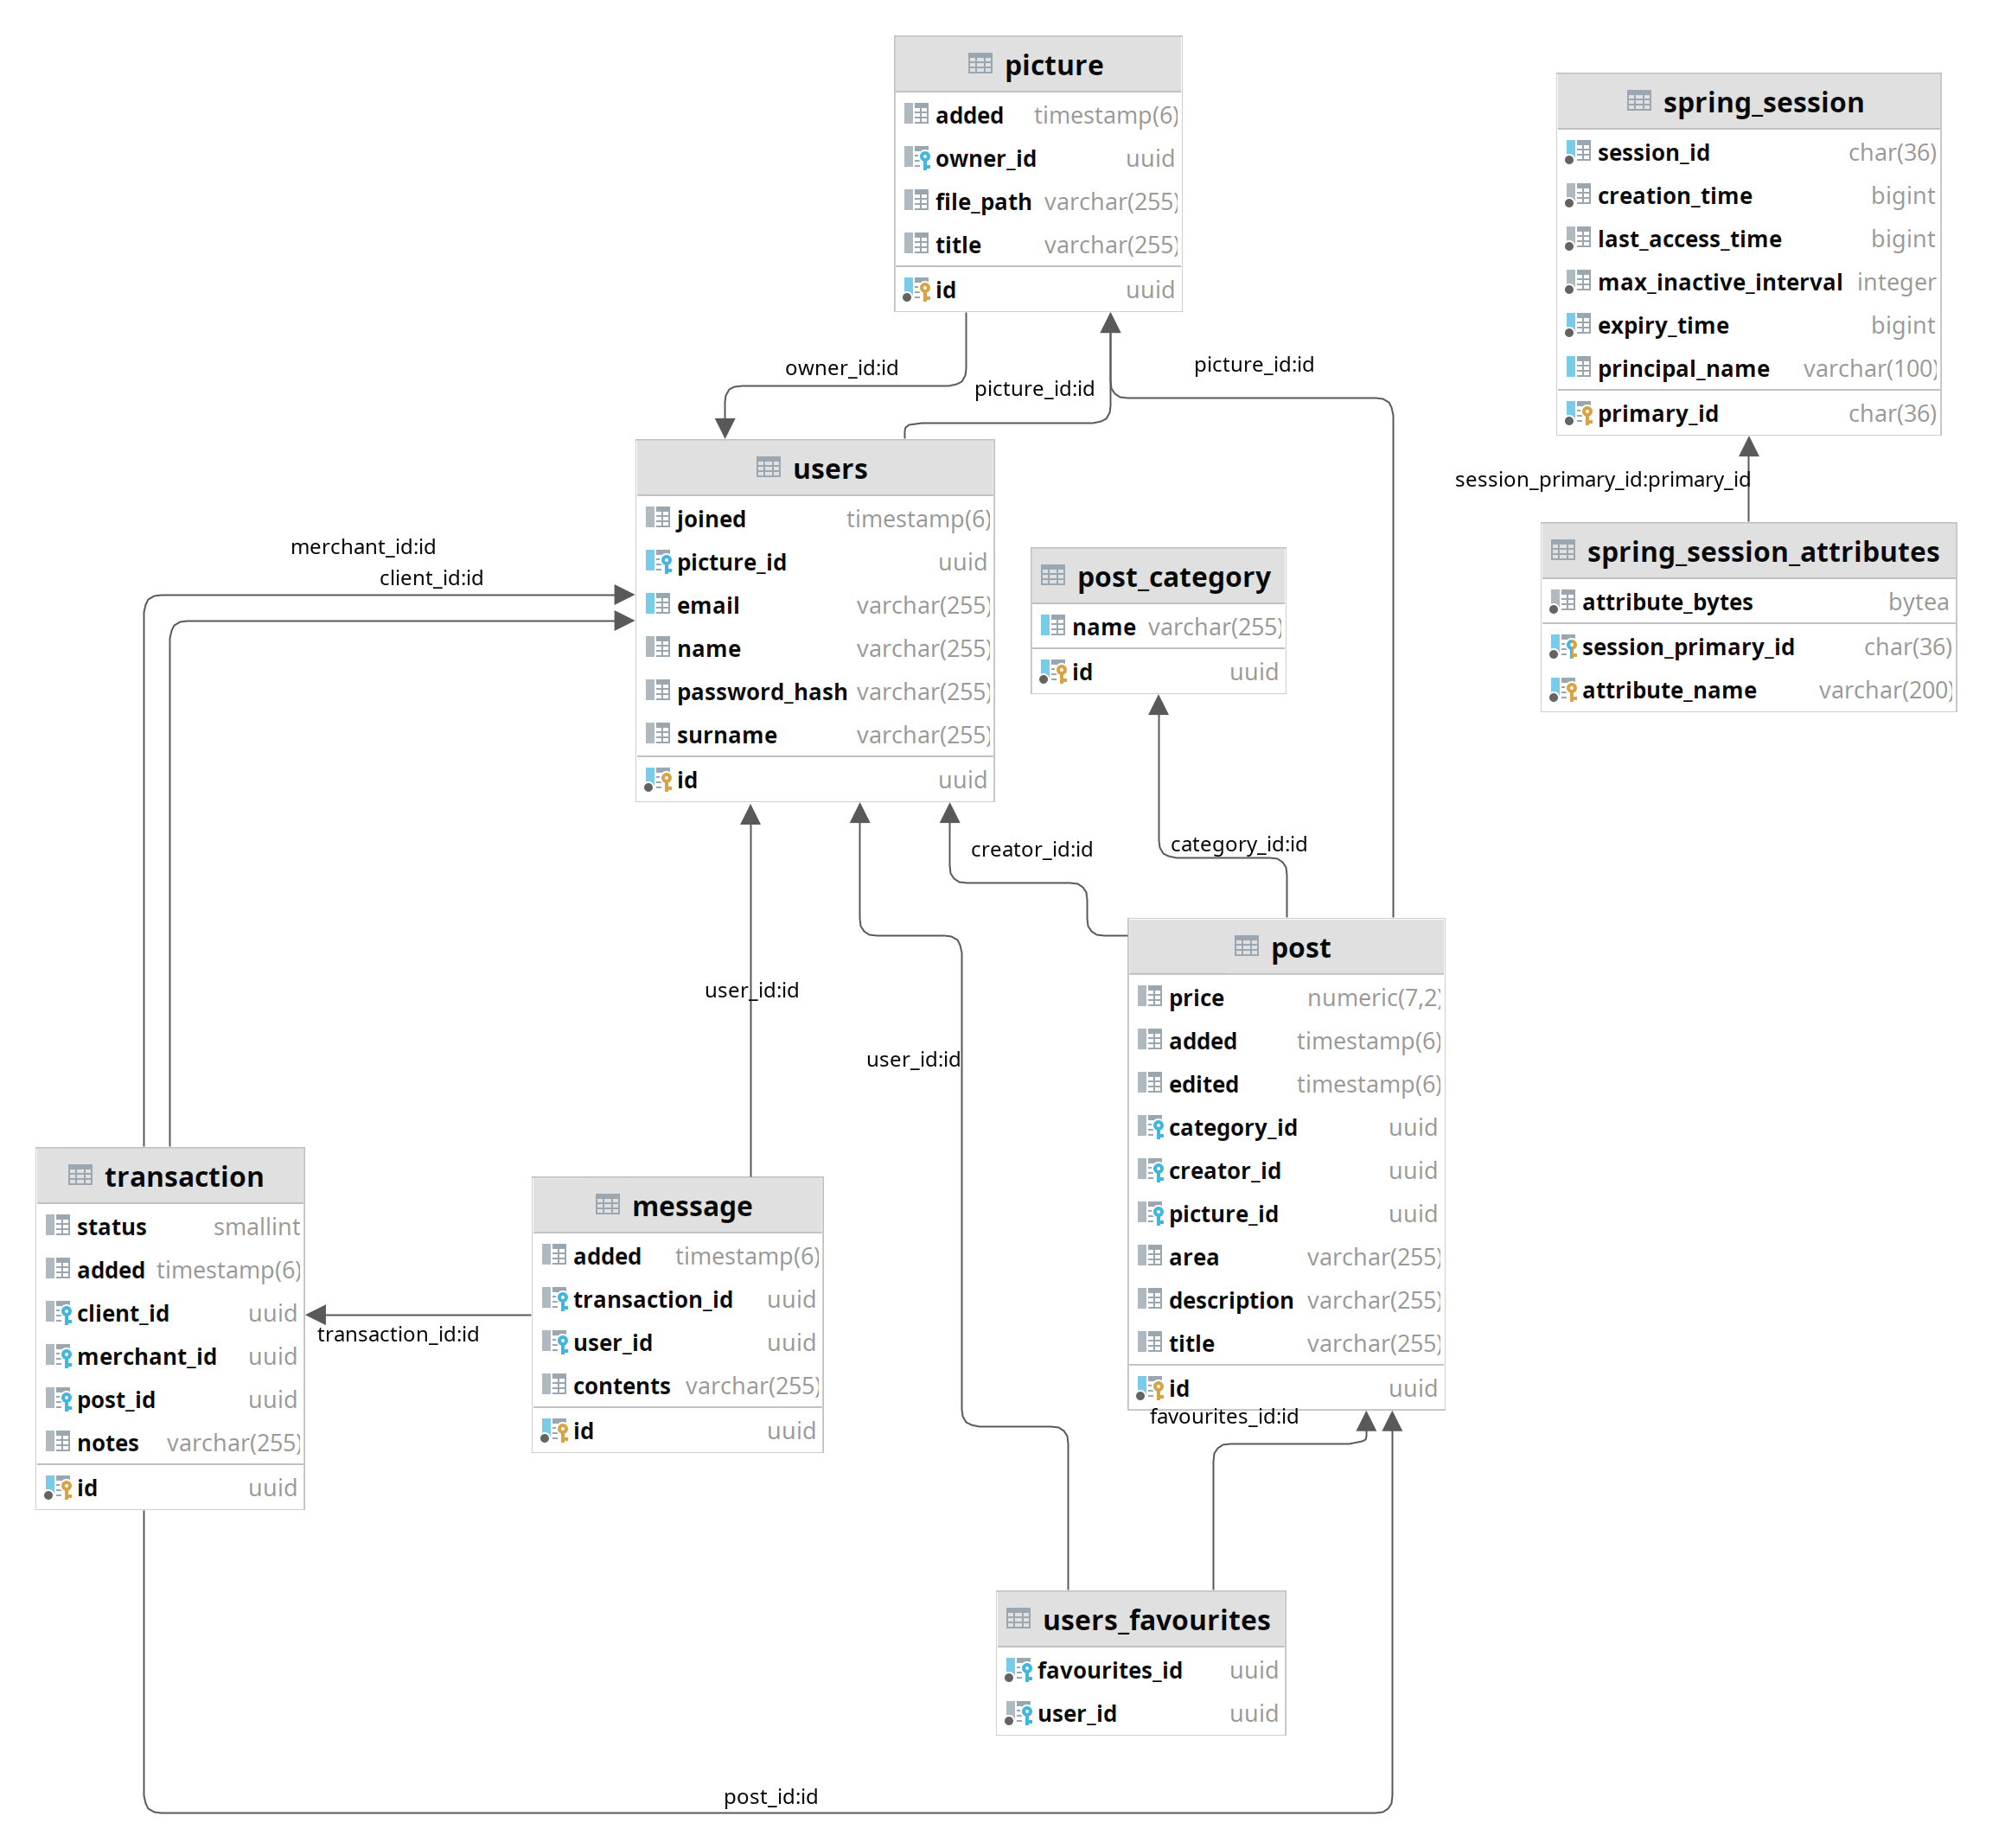 picture
added timestamp(6)
owner_id uuid
file_path varchar(255)
title varchar(255)
id uuid
spring_session
session_id char(36)
creation_time bigint
last_access_time bigint
max_inactive_interval integer
expiry_time bigint
principal_name varchar(100)
primary_id char(36)
owner_id:id
picture_id:id
picture_id:id
session_primary_id:primary_id
users
joined timestamp(6)
picture_id uuid
email varchar(255)
name varchar(255)
password_hash varchar(255)
surname varchar(255)
id uuid
merchant_id:id
client_id:id
post_category
name varchar(255)
id uuid
spring_session_attributes
attribute_bytes bytea
session_primary_id char(36)
attribute_name varchar(200)
creator_id:id
category_id:id
user_id:id
user_id:id
post
price numeric(7,2)
added timestamp(6)
edited timestamp(6)
category_id uuid
creator_id uuid
picture_id uuid
area varchar(255)
description varchar(255)
title varchar(255)
id uuid
transaction
status smallint
added timestamp(6)
client_id uuid
merchant_id uuid
post_id uuid
notes varchar(255)
id uuid
transaction_id:id
message
added timestamp(6)
transaction_id uuid
user_id uuid
contents varchar(255)
id uuid
favourites_id:id
users_favourites
favourites_id uuid
user_id uuid
post_id:id